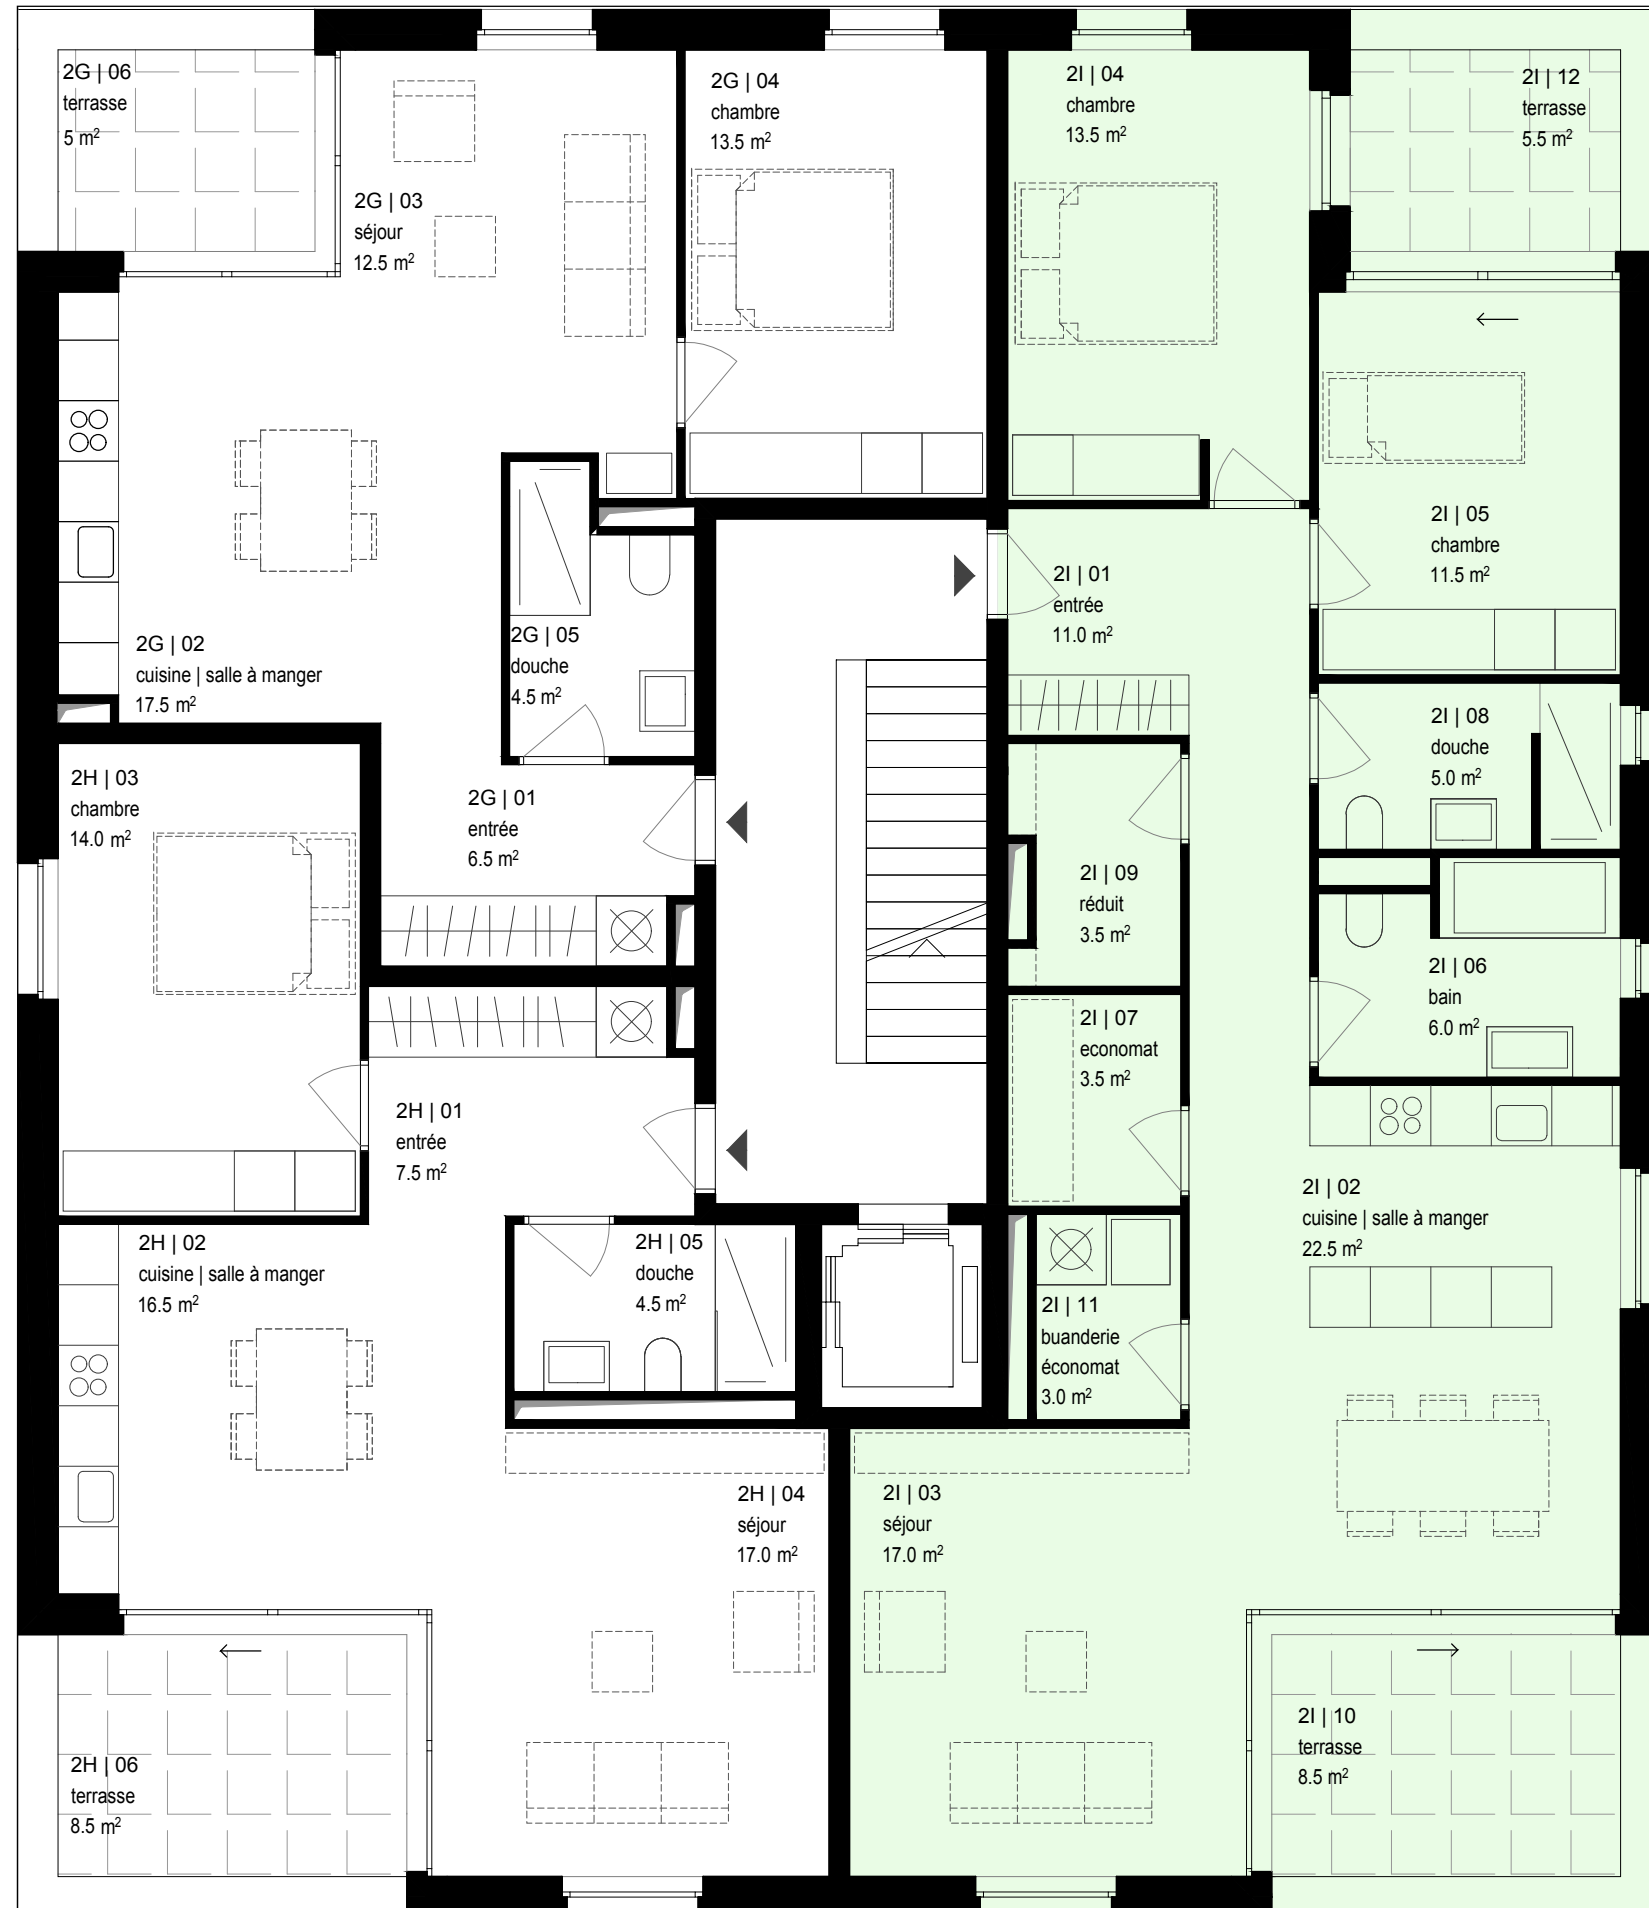 2G | 06
terrasse
5 m²
2G | 03
séjour
12.5 m²
2G | 04
chambre
13.5 m²
2I | 04
chambre
13.5 m²
2I | 12
terrasse
5.5 m²
2I | 05
chambre
11.5 m²
2I | 01
entrée
11.0 m²
2G | 02
cuisine | salle à manger
17.5 m²
2G | 05
douche
4.5 m²
2I | 08
douche
5.0 m²
2H | 03
chambre
14.0 m²
2G | 01
entrée
6.5 m²
2I | 09
réduit
3.5 m²
2I | 06
bain
6.0 m²
2I | 07
economat
3.5 m²
2H | 01
entrée
7.5 m²
2I | 02
cuisine | salle à manger
22.5 m²
2H | 02
cuisine | salle à manger
16.5 m²
2H | 05
douche
4.5 m²
2I | 11
buanderie
économat
3.0 m²
2H | 04
séjour
17.0 m²
2I | 03
séjour
17.0 m²
2I | 10
terrasse
8.5 m²
2H | 06
terrasse
8.5 m²